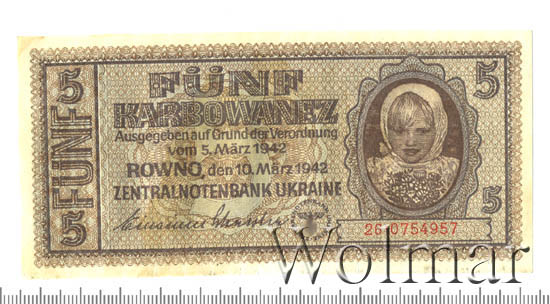 5
FÜNF
5
FÜNF
KARBOWANEZ
Ausgegeben auf Grund der Verordnung
vom 5. März 1942
ROWNO, den 10. März 1942
ZENTRALNOTENBANK UKRAINE
5
5
26·0754957
Wolmar